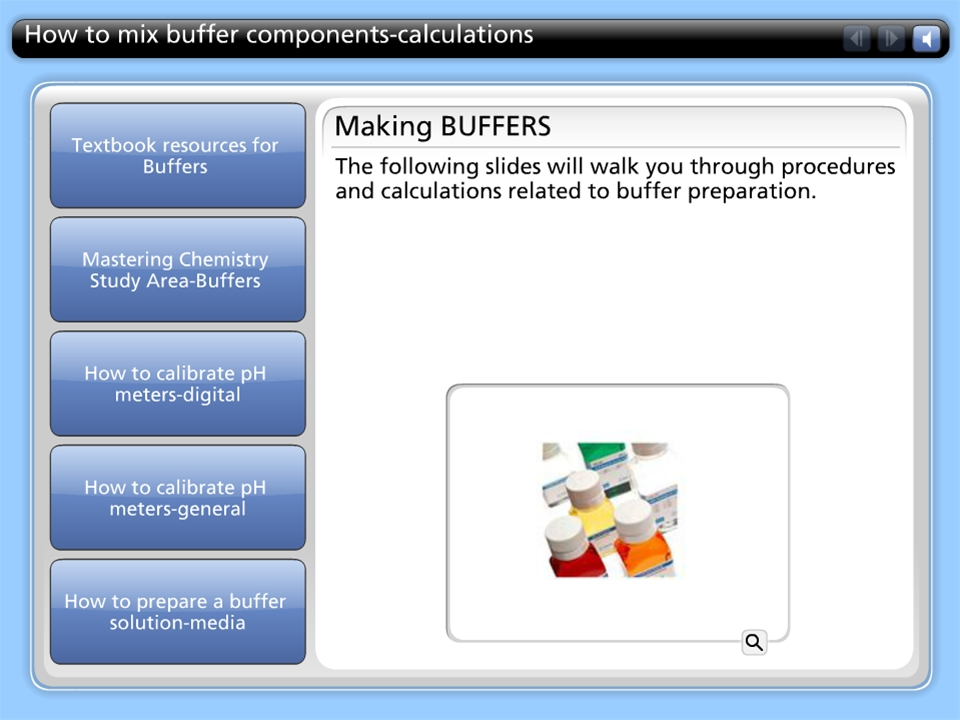 How to mix buffer components-calculations
Textbook resources for
Buffers
Mastering Chemistry
Study Area-Buffers
How to calibrate pH
meters-digital
How to calibrate pH
meters-general
How to prepare a buffer
solution-media
Making BUFFERS
The following slides will walk you through procedures
and calculations related to buffer preparation.